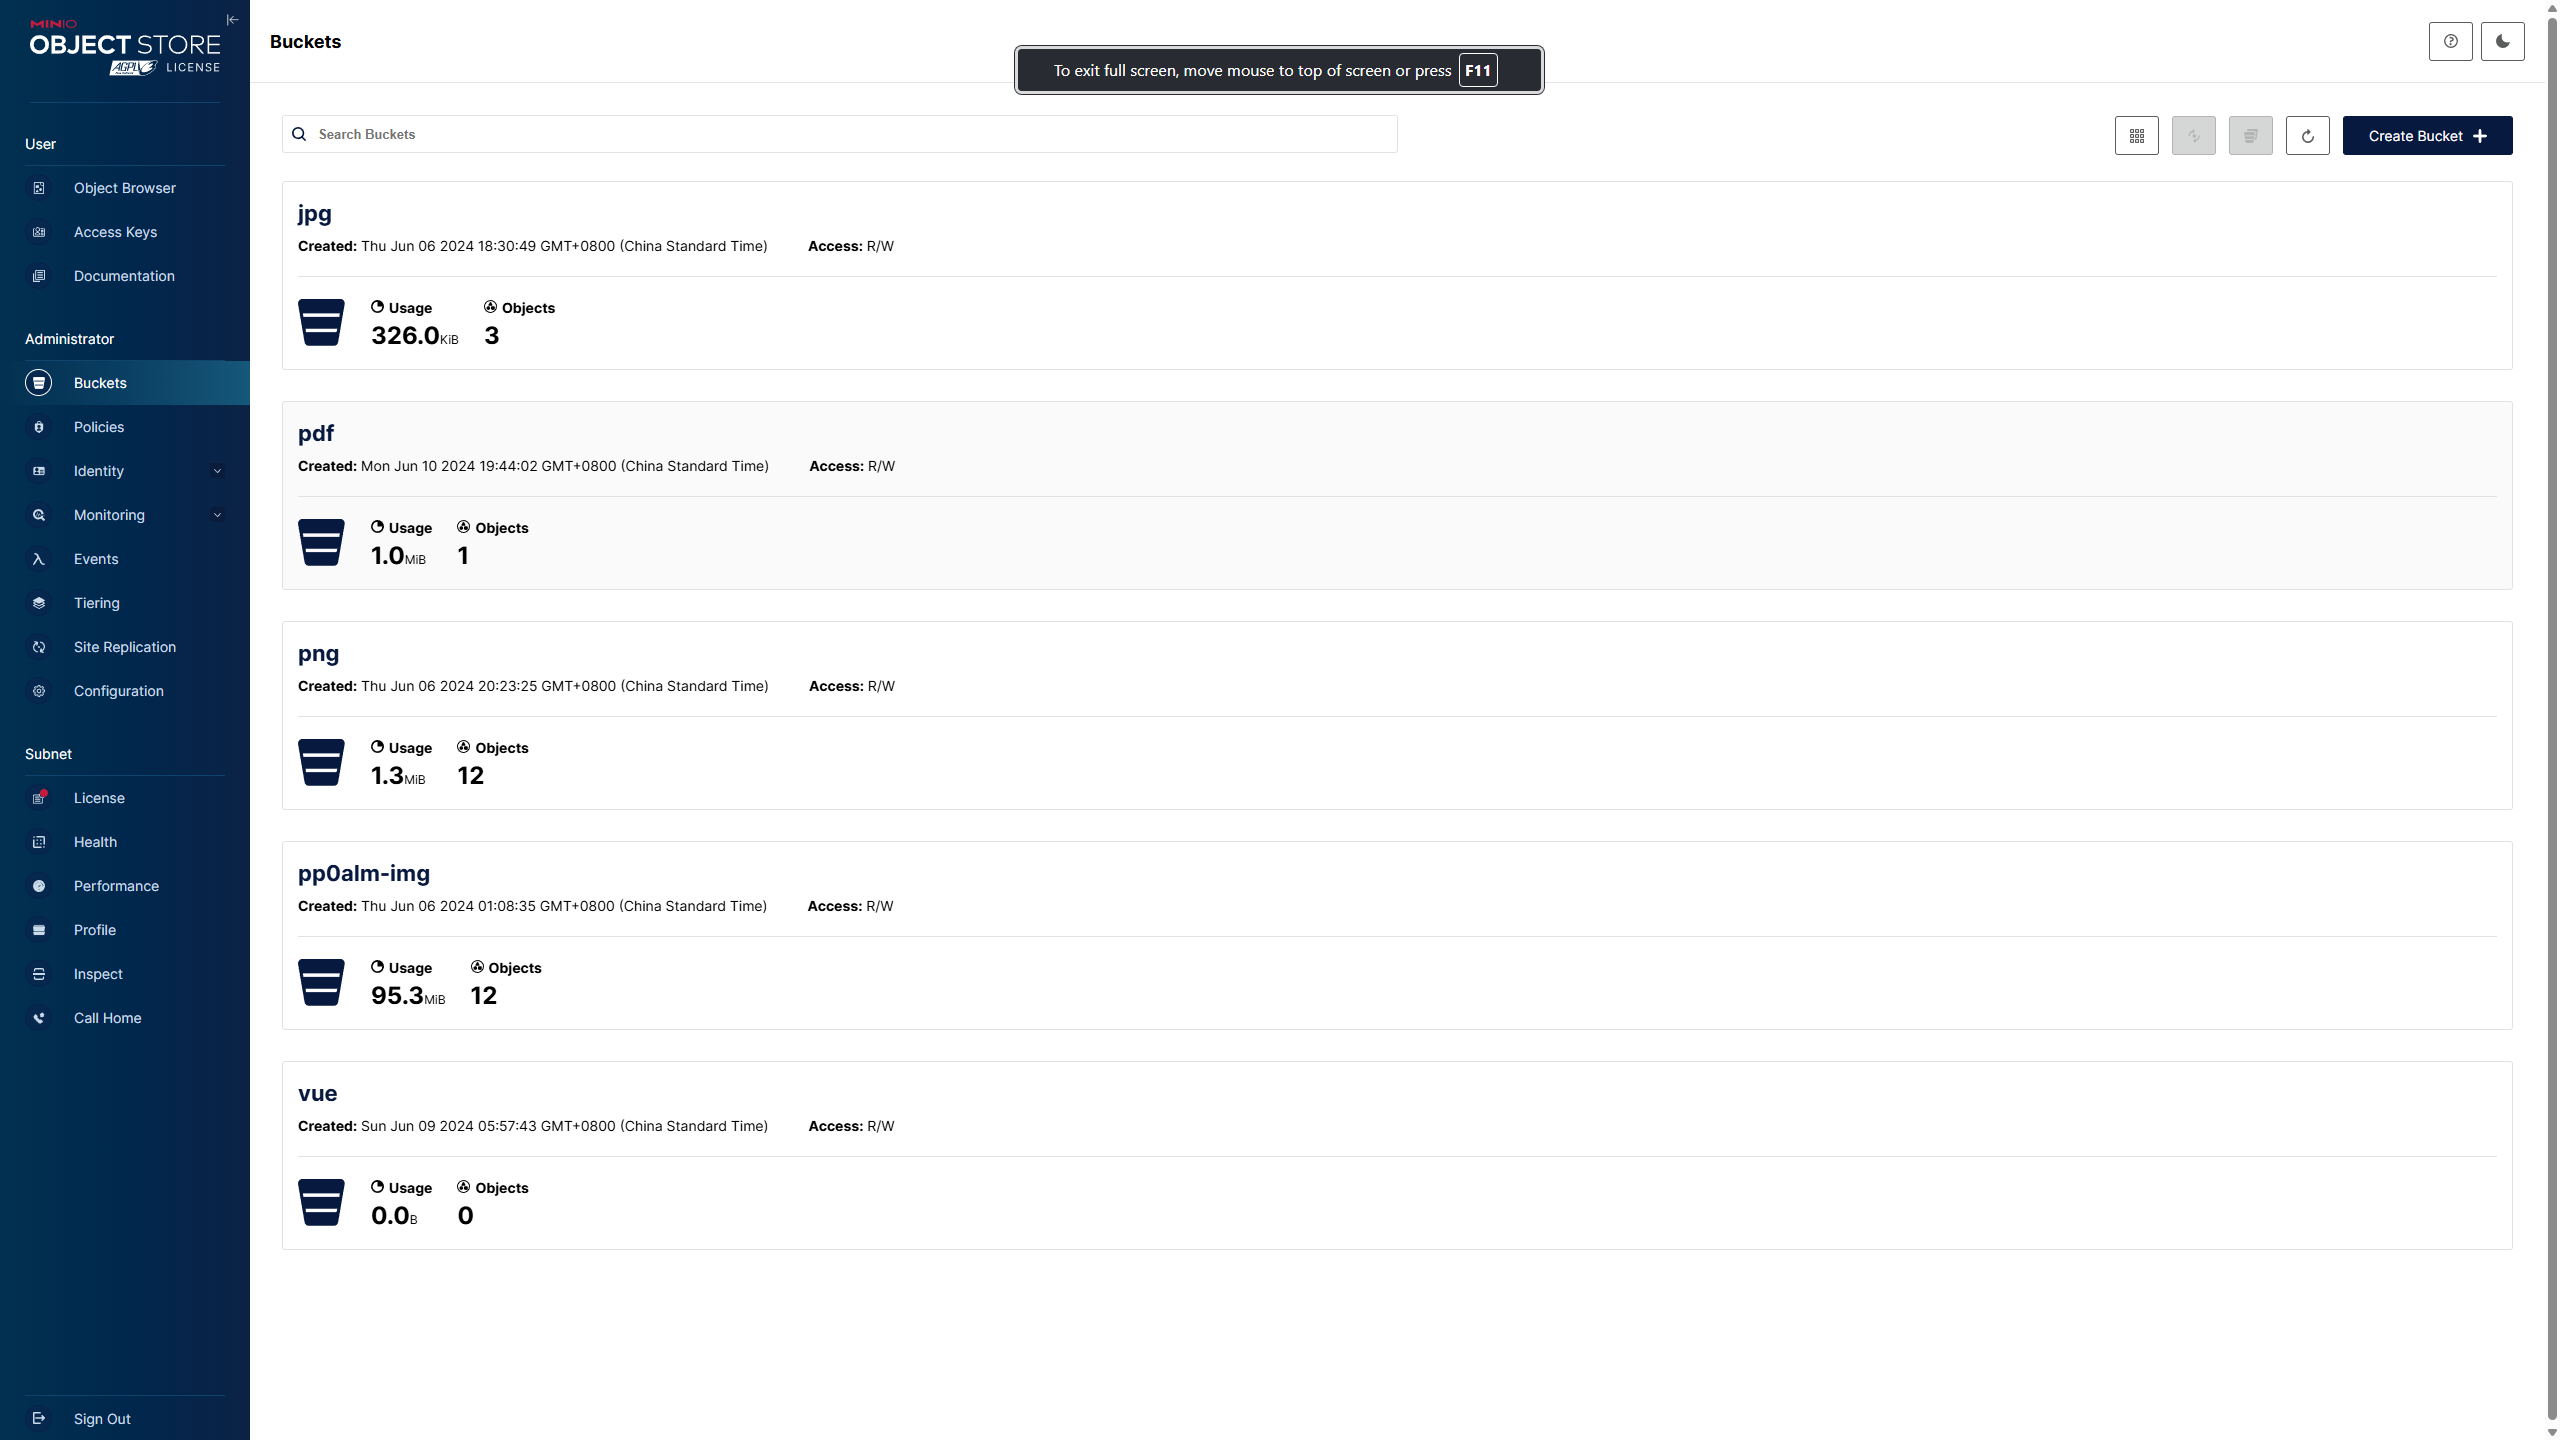 MINIO
OBJECT STORE
AGPLV3 LICENSE
User
Object Browser
Access Keys
Documentation
Administrator
Buckets
Policies
Identity
Monitoring
Events
Tiering
Site Replication
Configuration
Subnet
License
Health
Performance
Profile
Inspect
Call Home
Sign Out
Buckets
To exit full screen, move mouse to top of screen or press F11
Search Buckets
Create Bucket
jpg
Created: Thu Jun 06 2024 18:30:49 GMT+0800 (China Standard Time) Access: R/W
Usage Objects
326.0KiB 3
pdf
Created: Mon Jun 10 2024 19:44:02 GMT+0800 (China Standard Time) Access: R/W
Usage Objects
1.0MiB 1
png
Created: Thu Jun 06 2024 20:23:25 GMT+0800 (China Standard Time) Access: R/W
Usage Objects
1.3MiB 12
pp0alm-img
Created: Thu Jun 06 2024 01:08:35 GMT+0800 (China Standard Time) Access: R/W
Usage Objects
95.3MiB 12
vue
Created: Sun Jun 09 2024 05:57:43 GMT+0800 (China Standard Time) Access: R/W
Usage Objects
0.0B 0